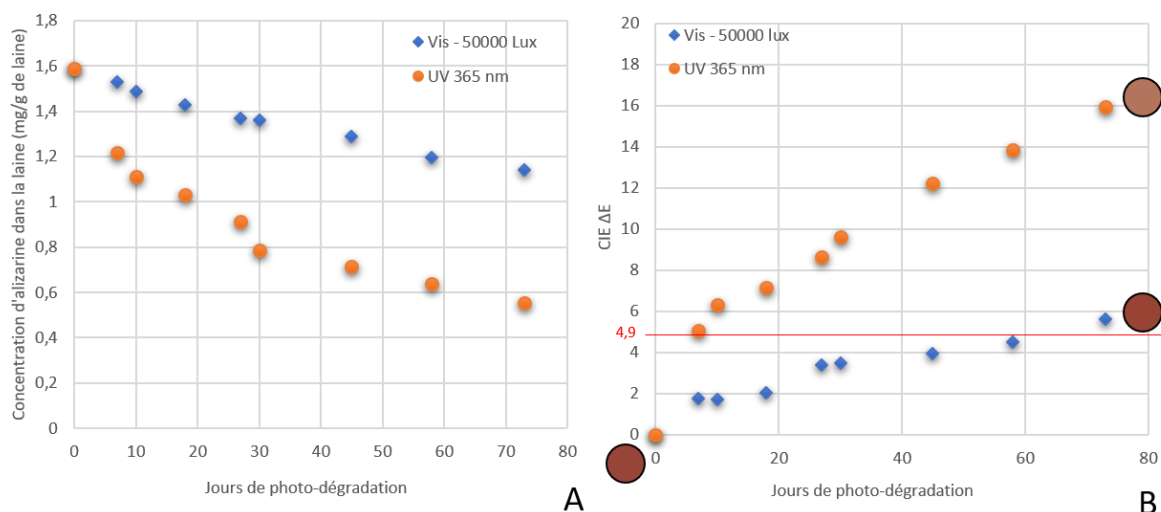 Concentration d'alizarine dans la laine (mg/g de laine)
1,8
1,6
1,4
1,2
1
0,8
0,6
0,4
0,2
0
0 10 20 30 40 50 60 70 80
Vis - 50000 Lux
UV 365 nm
Jours de photo-dégradation
A
CIE ΔE
20
18
16
14
12
10
8
6
4,9
4
2
0
0 20 40 60 80
Vis - 50000 lux
UV 365 nm
Jours de photo-dégradation
B